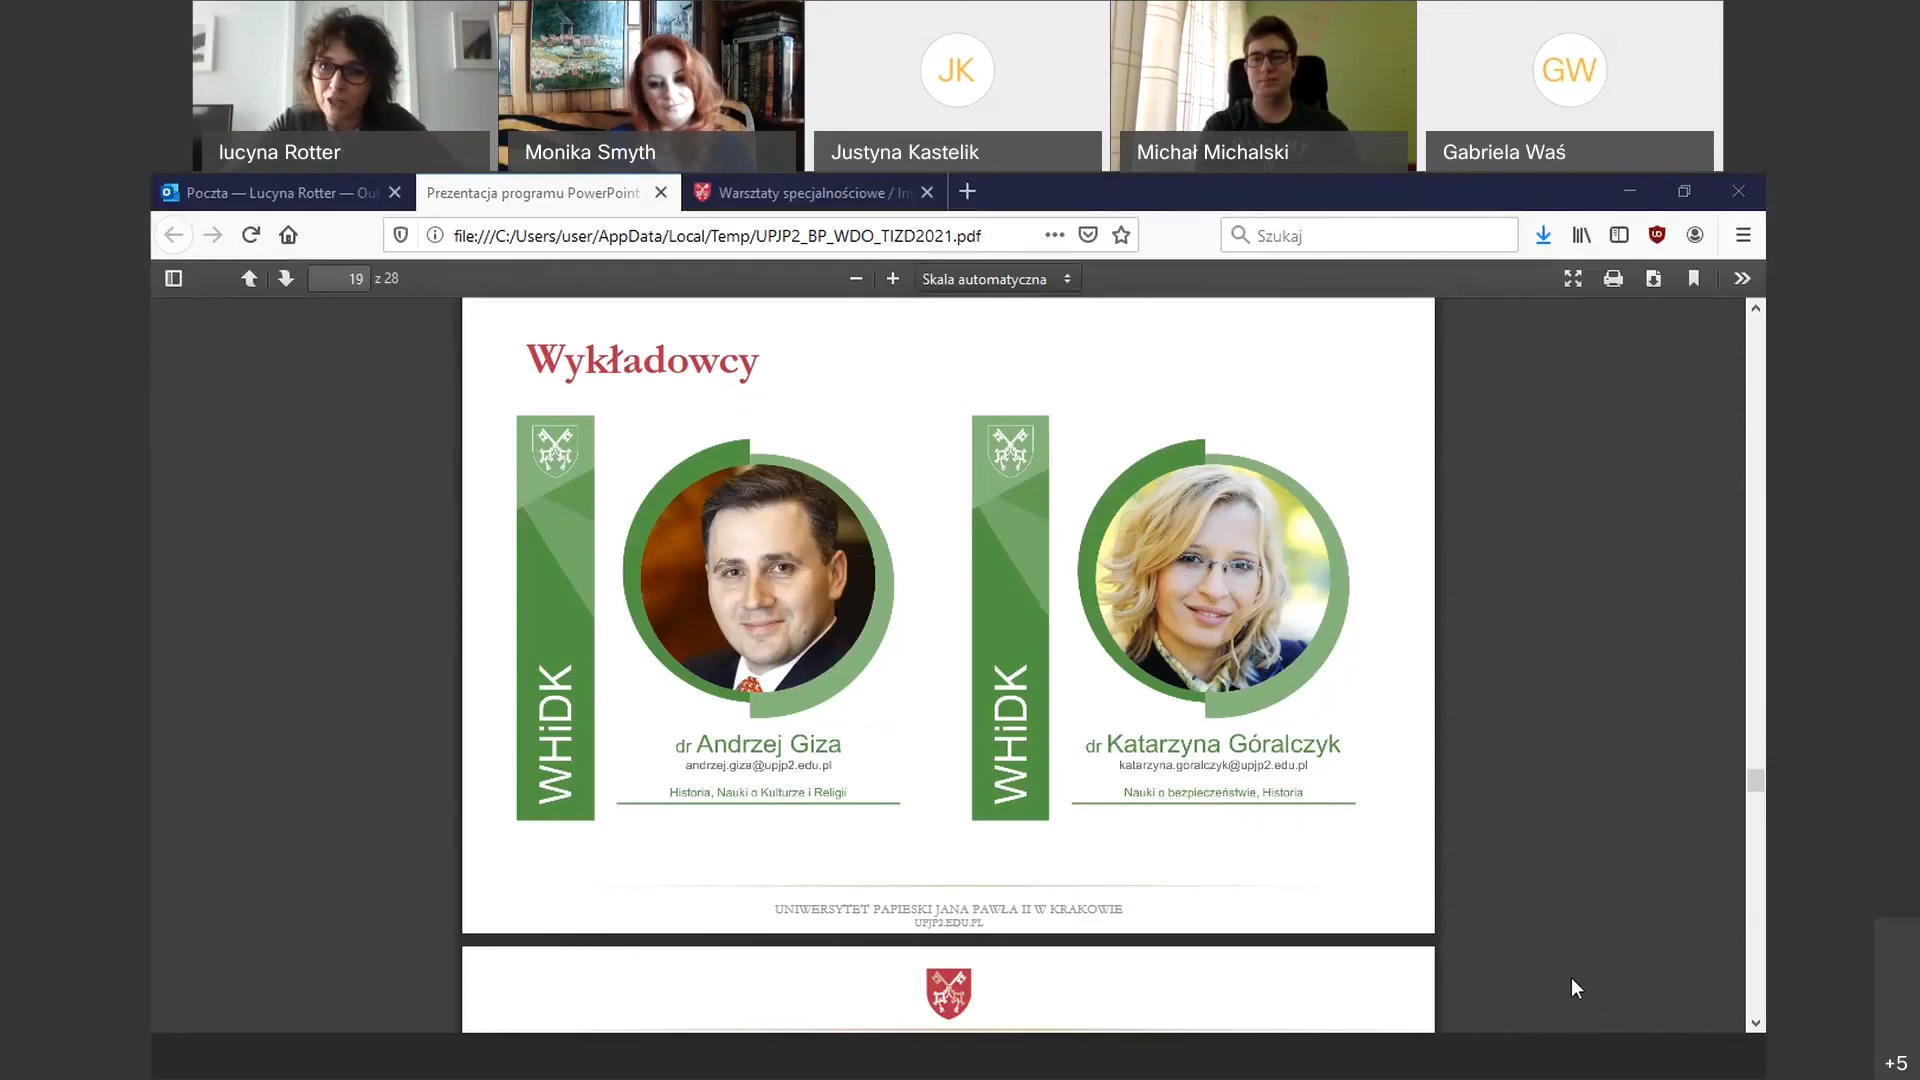 JK
GW
lucyna Rotter
Monika Smyth
Justyna Kastelik
Michał Michalski
Gabriela Waś
Poczta — Lucyna Rotter — Ou
Prezentacja programu PowerPoint
Warsztaty specjalnościowe / In
file:///C:/Users/user/AppData/Local/Temp/UPJP2_BP_WDO_TIZD2021.pdf
Szukaj
19 z 28
Skala automatyczna
Wykładowcy
WHiDK
dr Andrzej Giza
andrzej.giza@upjp2.edu.pl
Historia, Nauki o Kulturze i Religii
WHiDK
dr Katarzyna Góralczyk
katarzyna.goralczyk@upjp2.edu.pl
Nauki o bezpieczeństwie, Historia
UNIWERSYTET PAPIESKI JANA PAWŁA II W KRAKOWIE
UPJP2.EDU.PL
+5